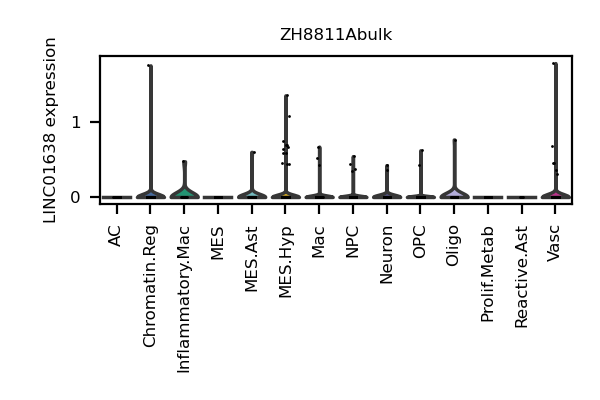 ZH8811Abulk
LINC01638 expression
1
0
AC
Chromatin.Reg
Inflammatory.Mac
MES
MES.Ast
MES.Hyp
Mac
NPC
Neuron
OPC
Oligo
Prolif.Metab
Reactive.Ast
Vasc